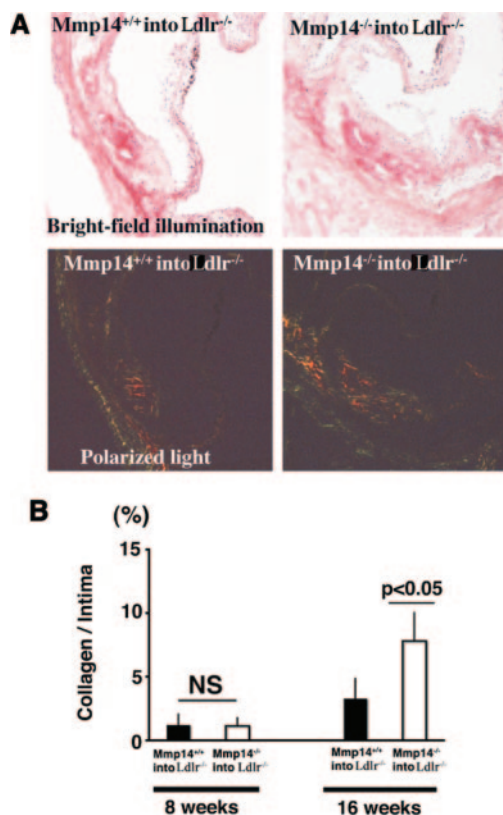 A
Mmp14+/+ into Ldlr-/- Mmp14-/- into Ldlr-/-
Bright-field illumination
Mmp14+/+ into Ldlr-/- Mmp14-/- into Ldlr-/-
Polarized light
B (%)
15
p<0.05
10
Collagen / Intima
NS
5
0
Mmp14+/+ Mmp14-/- Mmp14+/+ Mmp14-/-
into Ldlr-/- into Ldlr-/- into Ldlr-/- into Ldlr-/-
8 weeks 16 weeks